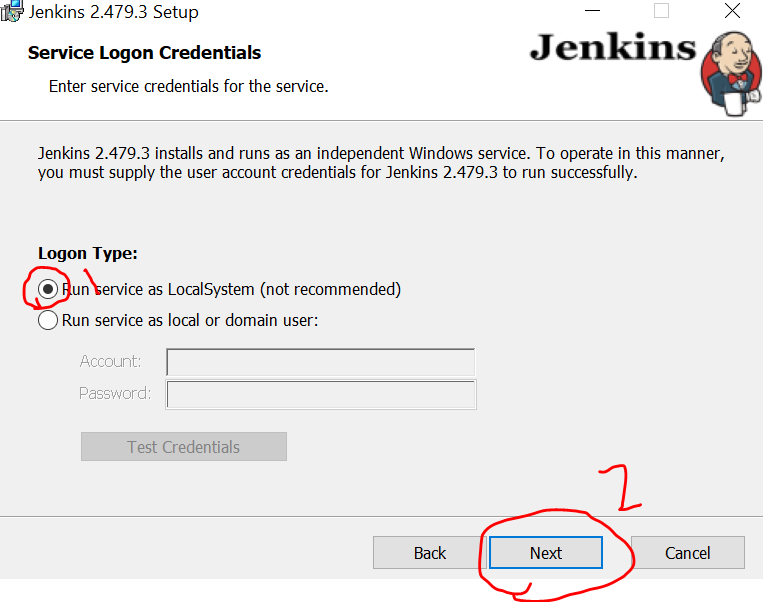 Jenkins 2.479.3 Setup
Service Logon Credentials
Jenkins
Enter service credentials for the service.
Jenkins 2.479.3 installs and runs as an independent Windows service. To operate in this manner,
you must supply the user account credentials for Jenkins 2.479.3 to run successfully.
Logon Type:
1
Run service as LocalSystem (not recommended)
Run service as local or domain user:
Account:
Password:
Test Credentials
2
Back
Next
Cancel